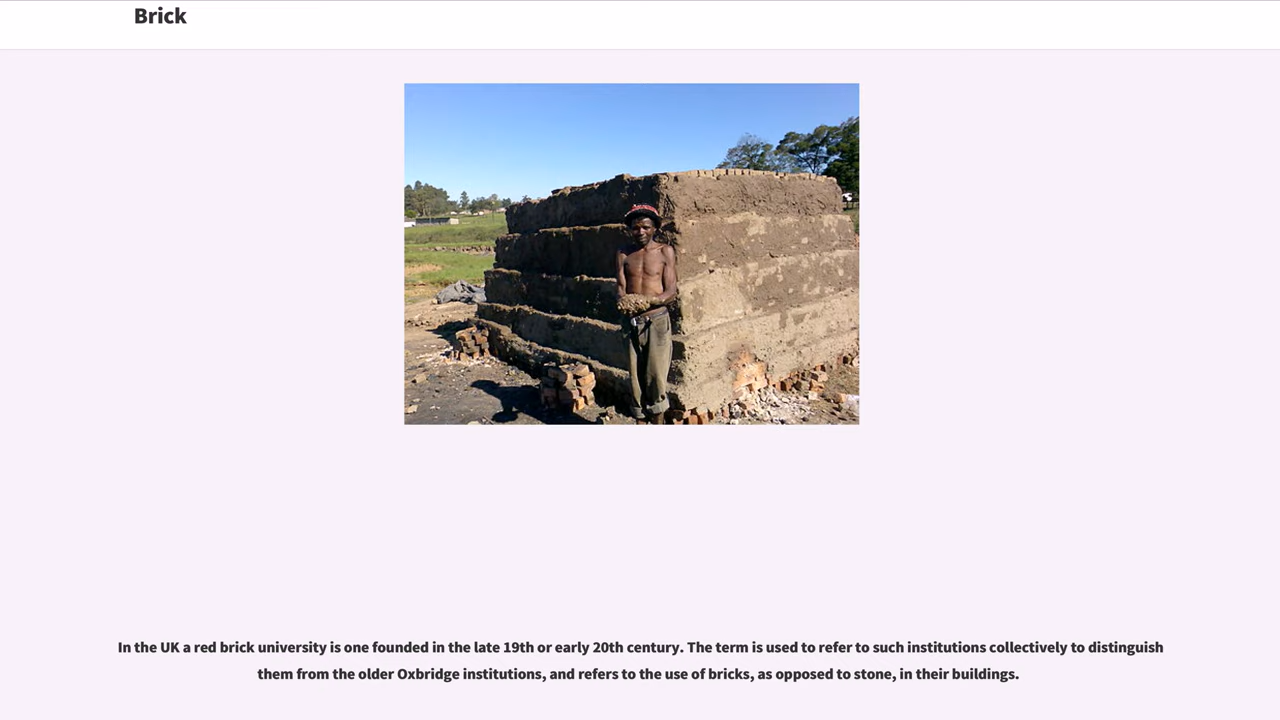 Brick
In the UK a red brick university is one founded in the late 19th or early 20th century. The term is used to refer to such institutions collectively to distinguish
them from the older Oxbridge institutions, and refers to the use of bricks, as opposed to stone, in their buildings.